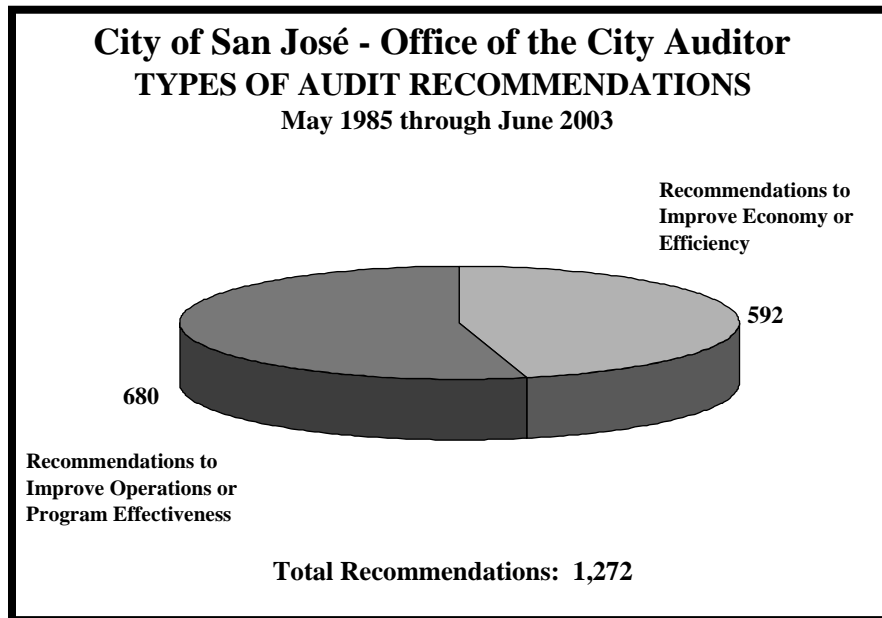 City of San José - Office of the City Auditor
TYPES OF AUDIT RECOMMENDATIONS
May 1985 through June 2003
Recommendations to
Improve Economy or
Efficiency
592
680
Recommendations to
Improve Operations or
Program Effectiveness
Total Recommendations: 1,272